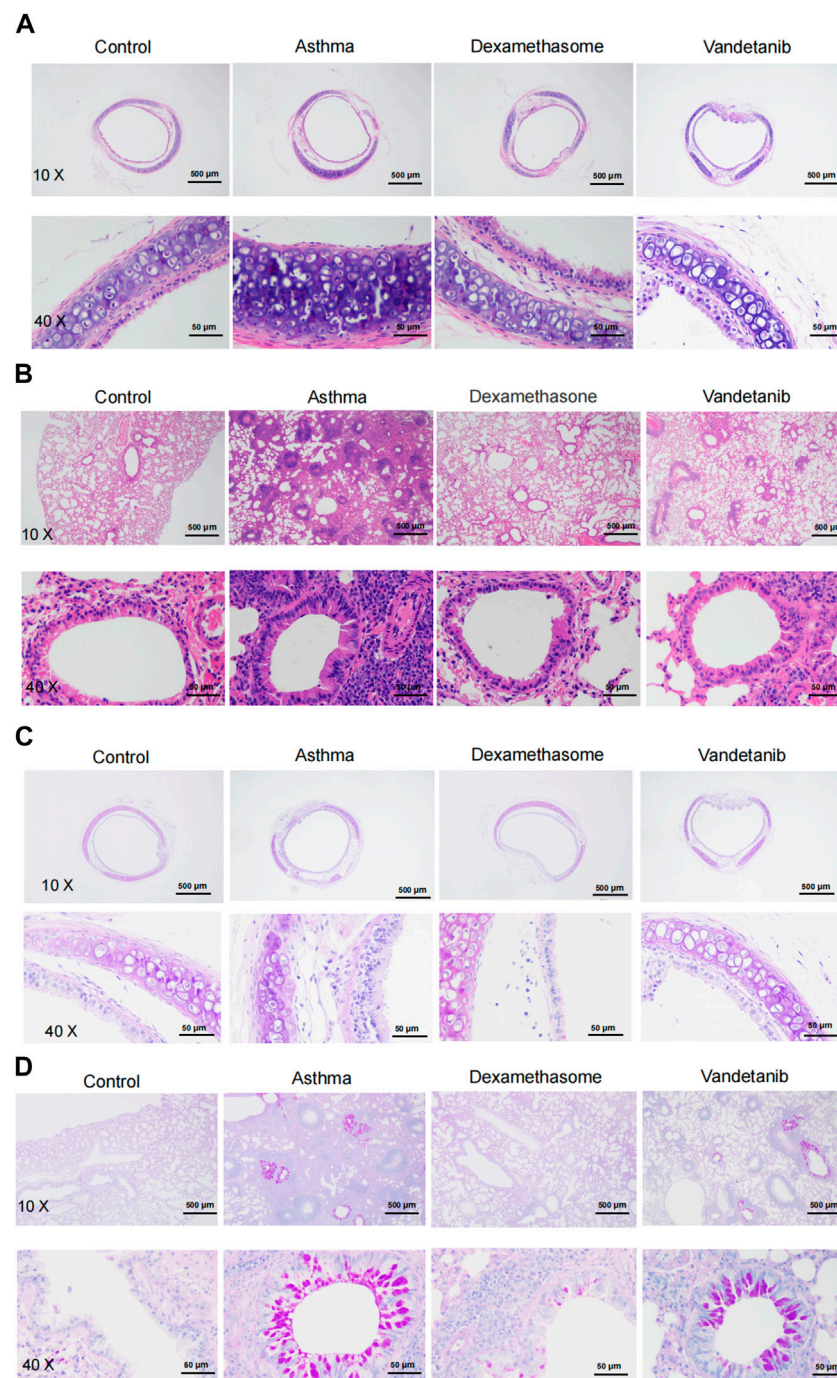 A
Control Asthma Dexamethasome Vandetanib
10 X 500 µm 500 µm 500 µm 500 µm
40 X 50 µm 50 µm 50 µm 50 µm
B
Control Asthma Dexamethasone Vandetanib
10 X 500 µm 500 µm 500 µm 500 µm
40 X 50 µm 50 µm 50 µm 50 µm
C
Control Asthma Dexamethasome Vandetanib
10 X 500 µm 500 µm 500 µm 500 µm
40 X 50 µm 50 µm 50 µm 50 µm
D
Control Asthma Dexamethasome Vandetanib
10 X 500 µm 500 µm 500 µm 500 µm
40 X 50 µm 50 µm 50 µm 50 µm